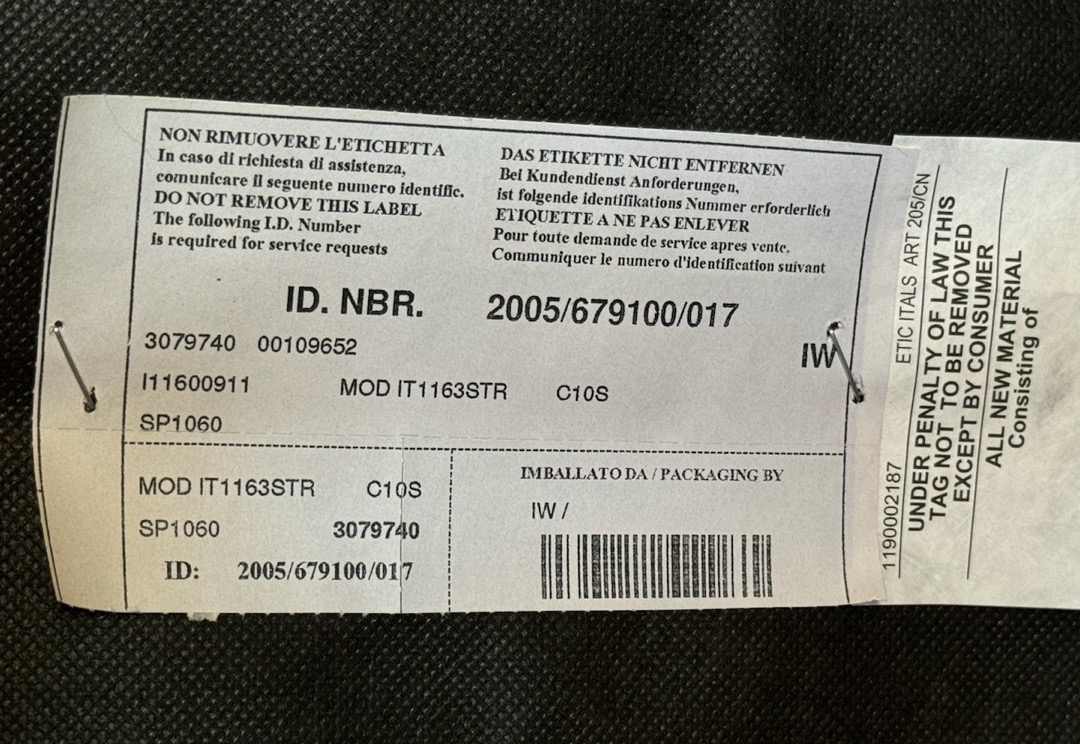 NON RIMUOVERE L'ETICHETTA
In caso di richiesta di assistenza,
comunicare il seguente numero identific.
DO NOT REMOVE THIS LABEL
The following I.D. Number
is required for service requests
DAS ETIKETTE NICHT ENTFERNEN
Bei Kundendienst Anforderungen,
ist folgende identifikations Nummer erforderlich
ETIQUETTE A NE PAS ENLEVER
Pour toute demande de service apres vente.
Communiquer le numero d'identification suivant
ID. NBR. 2005/679100/017
3079740 00109652
IW
I11600911 MOD IT1163STR C10S
SP1060
MOD IT1163STR C10S
SP1060 3079740
ID: 2005/679100/017
IMBALLATO DA / PACKAGING BY
IW /
1190002187 ETIC ITALS ART 205/CN
UNDER PENALTY OF LAW THIS
TAG NOT TO BE REMOVED
EXCEPT BY CONSUMER
ALL NEW MATERIAL
Consisting of